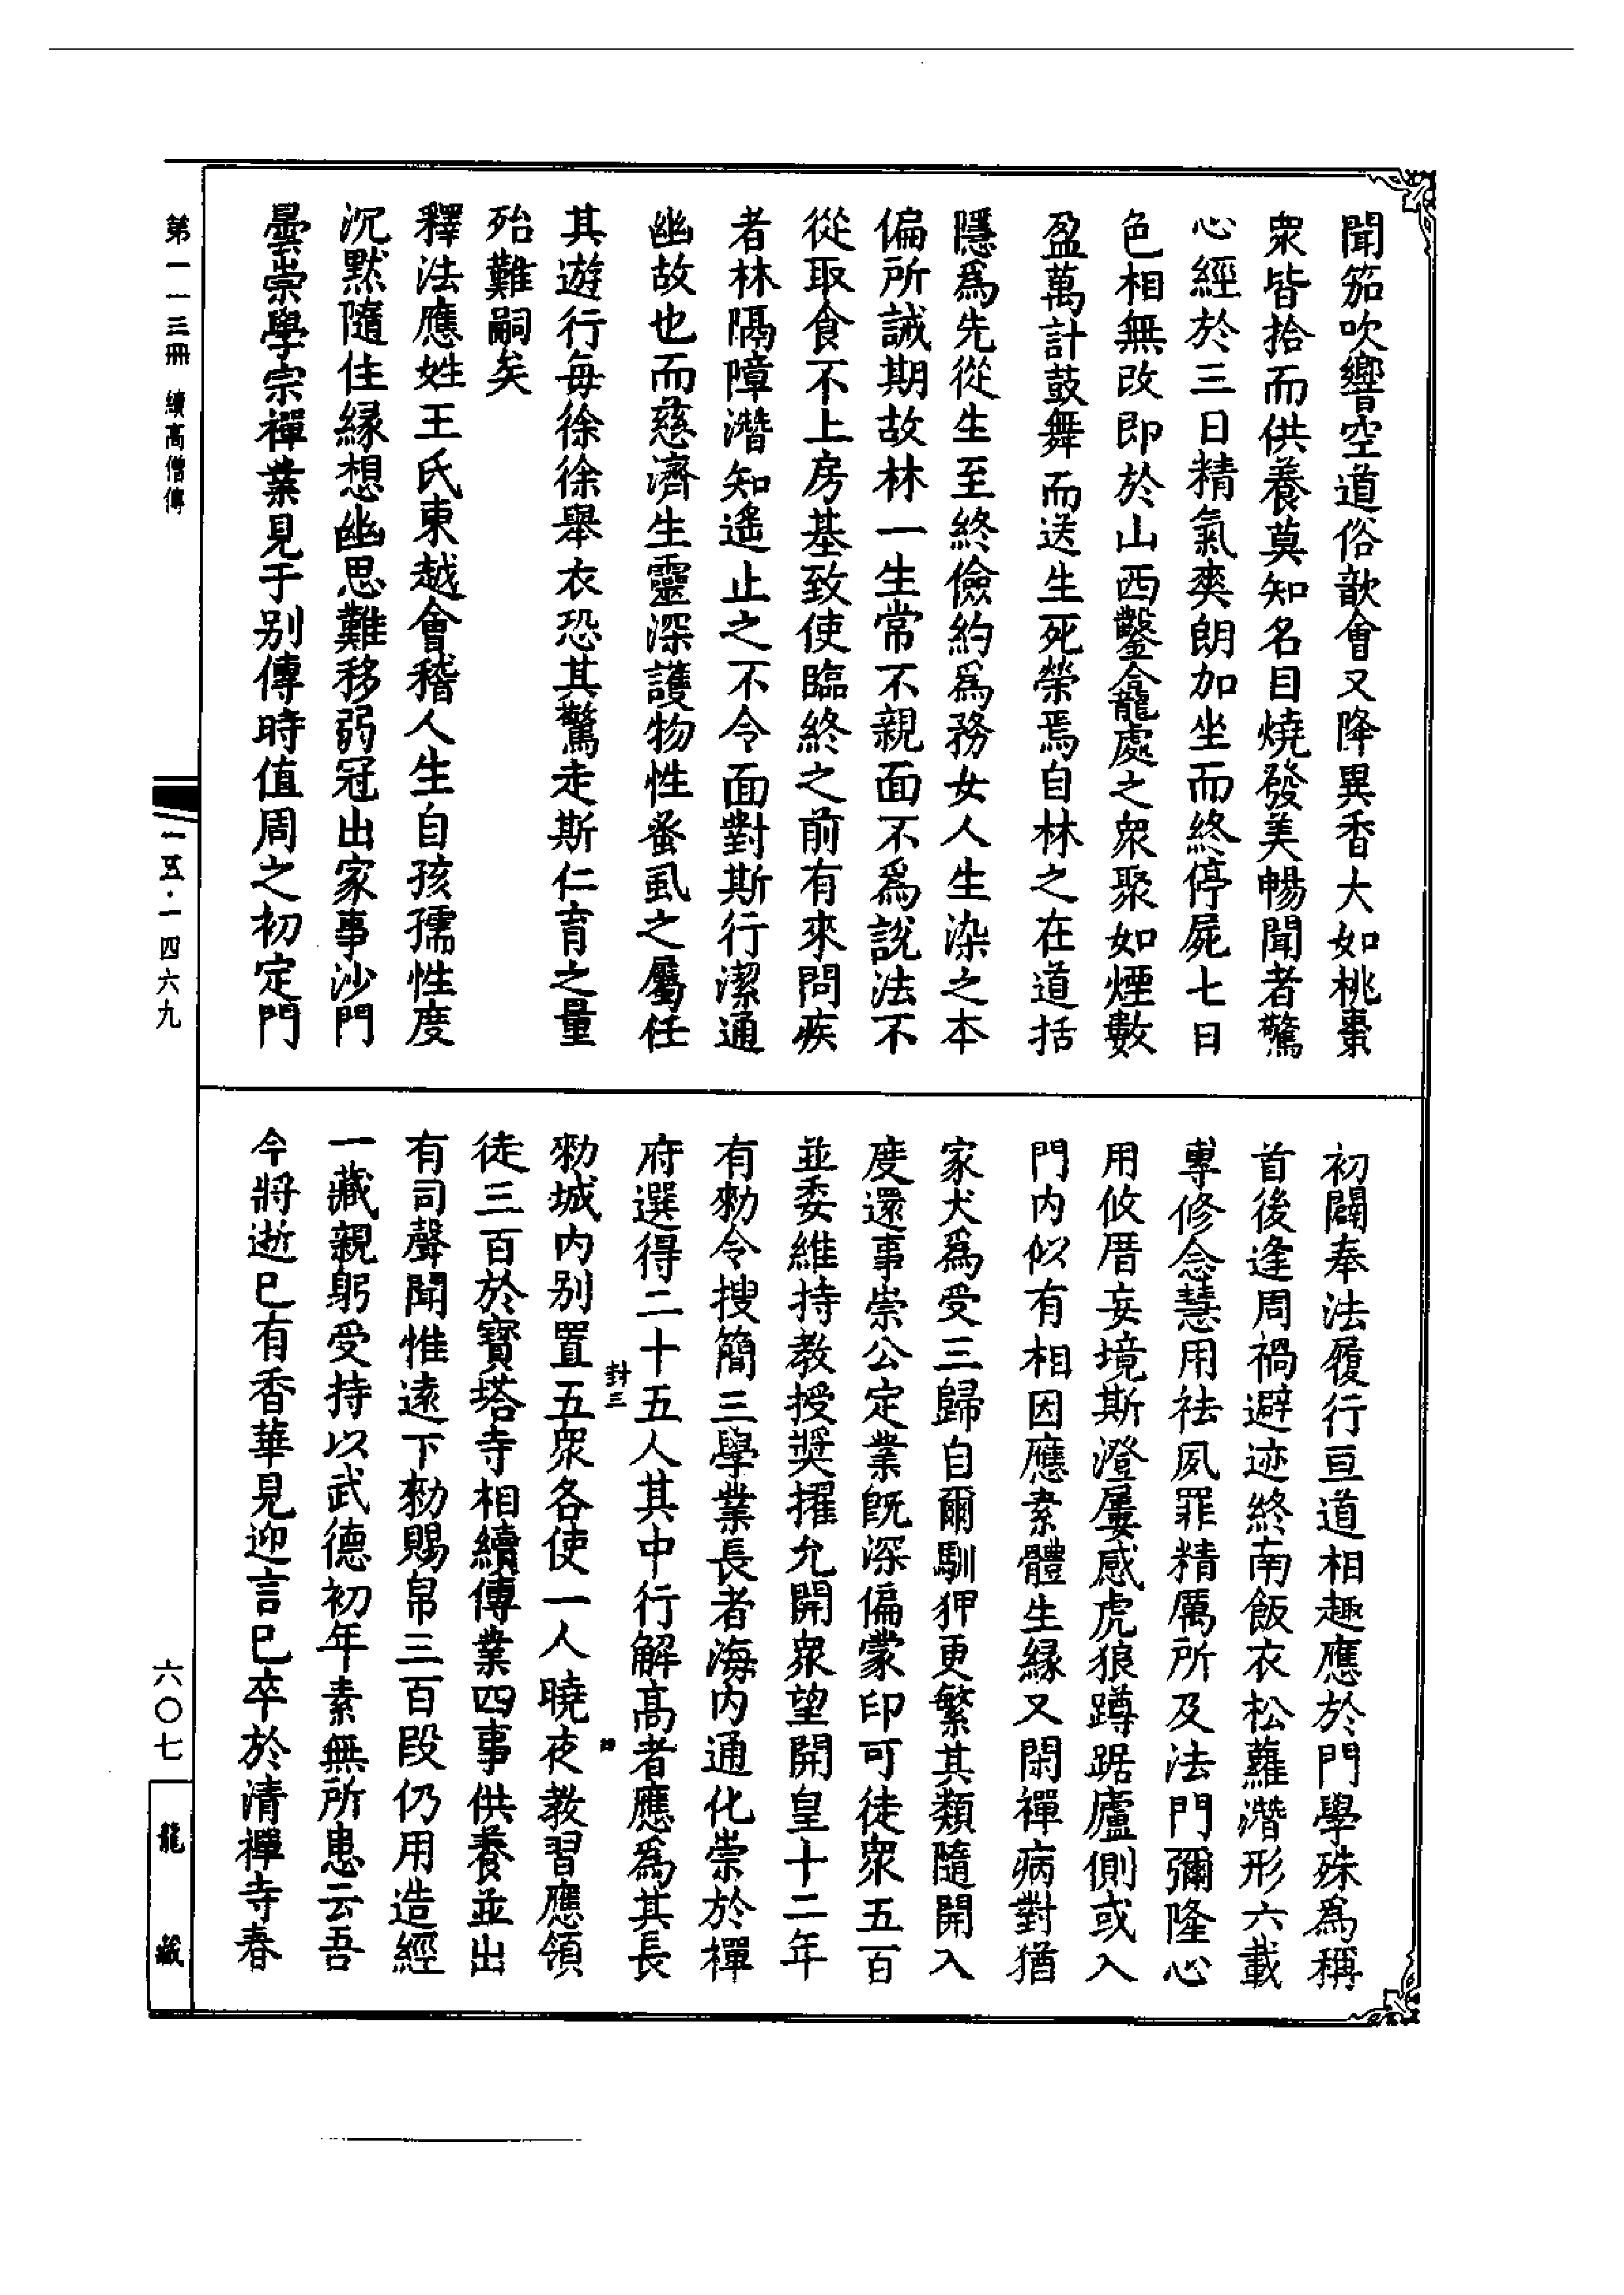 聞笳吹響空道俗歆會又降異香大如桃棗
衆皆拾而供養莫知名目燒發美暢聞者驚
心經於三日精氣爽朗加坐而終停屍七日
色相無改即於山西鑿龕處之衆聚如煙數
盈萬計鼓舞而送生死榮焉自林之在道括
隱爲先從生至終儉約爲務女人生染之本
偏所誡期故林一生常不親面不爲說法不
從取食不上房基致使臨終之前有來問疾
者林隔障潛知遙止之不令面對斯行潔通
幽故也而慈濟生靈深護物性蚤虱之屬任
其遊行每徐徐舉衣恐其驚走斯仁育之量
殆難嗣矣
釋法應姓王氏東越會稽人生自孩孺性度
沉默隨住緣想幽思難移弱冠出家事沙門
曇崇學宗禪業見于別傳時值周之初定門
初闢奉法履行亘道相趣應於門學殊爲稱
首後逢周禍避迹終南飯衣松蘿潛形六載
專修念慧用祛夙罪精厲所及法門彌隆心
用攸厝妄境斯澄屢感虎狼蹲踞廬側或入
門內似有相因應素體生緣又閑禪病對猶
家犬爲受三歸自爾馴狎更繁其類隨開入
度還事崇公定業既深偏蒙印可徒衆五百
並委維持教授獎擢允開衆望開皇十二年
有勑令搜簡三學業長者海內通化崇於禪
府選得二十五人其中行解高者應爲其長
勑城內別置五衆各使一人曉夜教習應領
徒三百於寶塔寺相續傳業四事供養並出
有司聲聞惟遠下勑賜帛三百段仍用造經
一藏親躬受持以武德初年素無所患云吾
今將逝已有香華見迎言已卒於清禪寺春
封三
第一一三冊 續高僧傳
一五·一四六九
六〇七
龍藏